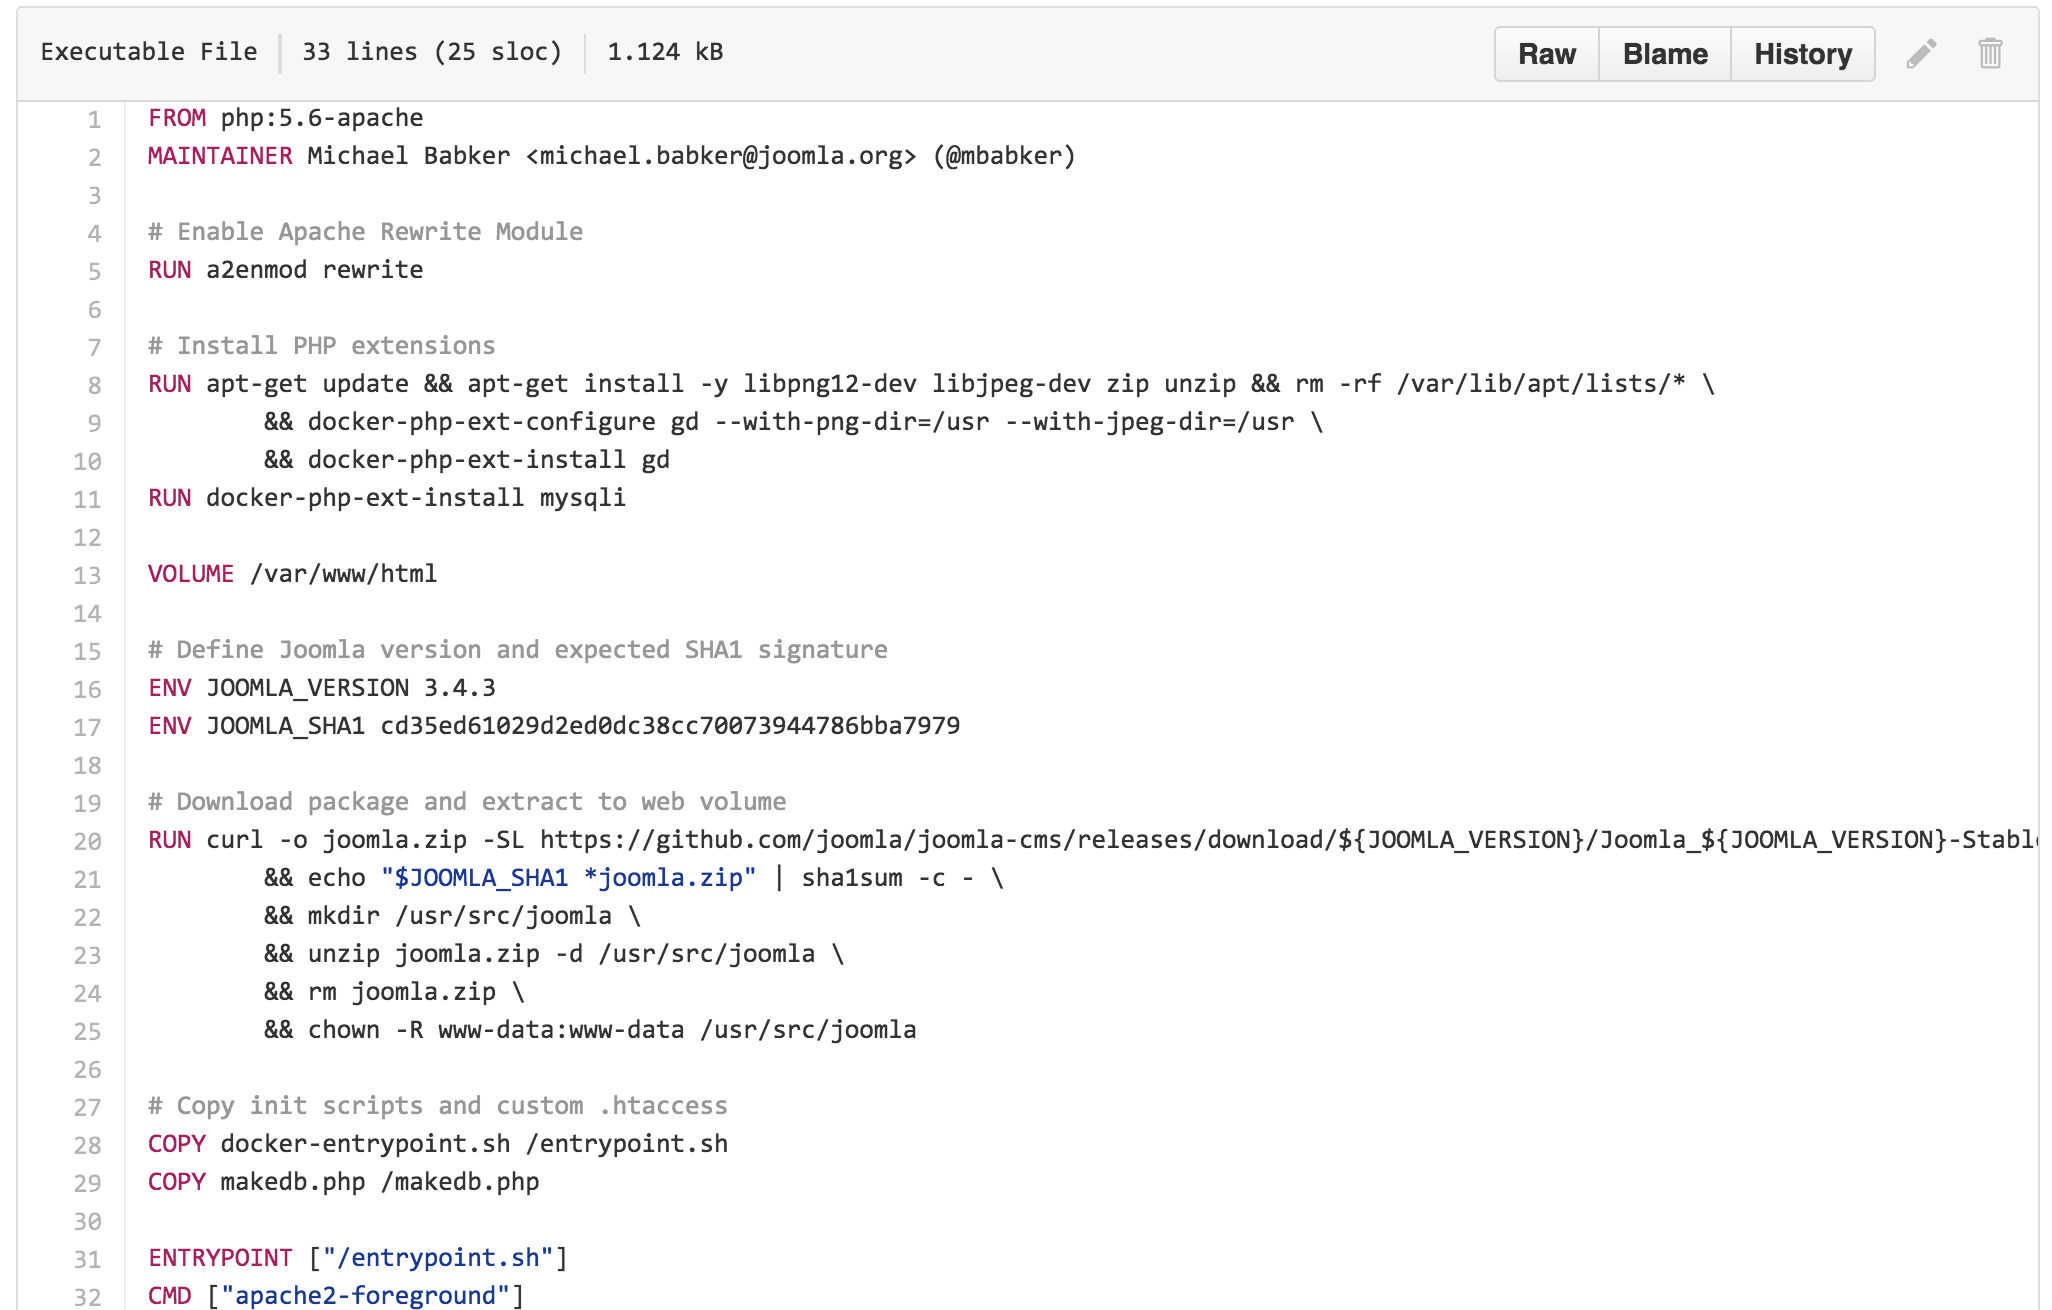 Executable File 33 lines (25 sloc) 1.124 kB Raw Blame History
1 FROM php:5.6-apache
2 MAINTAINER Michael Babker <michael.babker@joomla.org> (@mbabker)
3
4 # Enable Apache Rewrite Module
5 RUN a2enmod rewrite
6
7 # Install PHP extensions
8 RUN apt-get update && apt-get install -y libpng12-dev libjpeg-dev zip unzip && rm -rf /var/lib/apt/lists/* \
9 && docker-php-ext-configure gd --with-png-dir=/usr --with-jpeg-dir=/usr \
10 && docker-php-ext-install gd
11 RUN docker-php-ext-install mysqli
12
13 VOLUME /var/www/html
14
15 # Define Joomla version and expected SHA1 signature
16 ENV JOOMLA_VERSION 3.4.3
17 ENV JOOMLA_SHA1 cd35ed61029d2ed0dc38cc70073944786bba7979
18
19 # Download package and extract to web volume
20 RUN curl -o joomla.zip -SL https://github.com/joomla/joomla-cms/releases/download/${JOOMLA_VERSION}/Joomla_${JOOMLA_VERSION}-Stabl
21 && echo "$JOOMLA_SHA1 *joomla.zip" | sha1sum -c - \
22 && mkdir /usr/src/joomla \
23 && unzip joomla.zip -d /usr/src/joomla \
24 && rm joomla.zip \
25 && chown -R www-data:www-data /usr/src/joomla
26
27 # Copy init scripts and custom .htaccess
28 COPY docker-entrypoint.sh /entrypoint.sh
29 COPY makedb.php /makedb.php
30
31 ENTRYPOINT ["/entrypoint.sh"]
32 CMD ["apache2-foreground"]